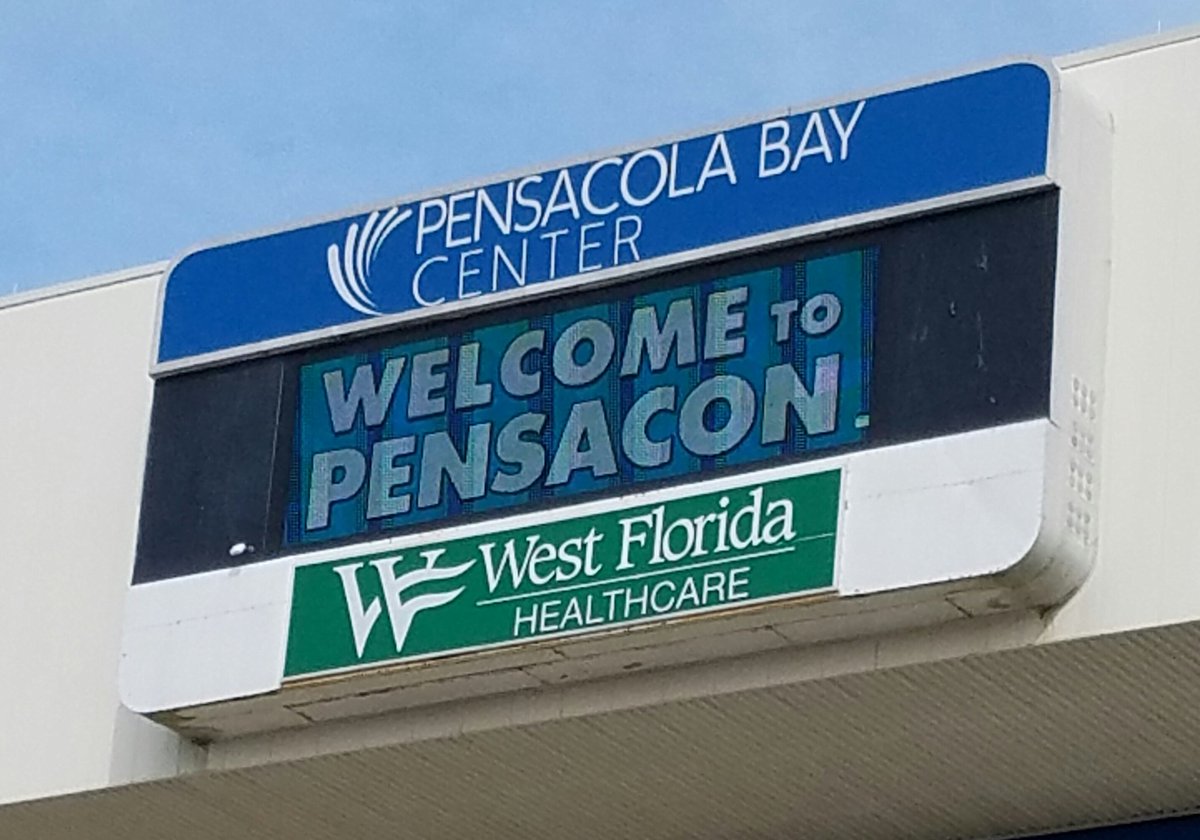 PENSACOLA BAY
CENTER
WELCOME TO
PENSACON.
West Florida
HEALTHCARE